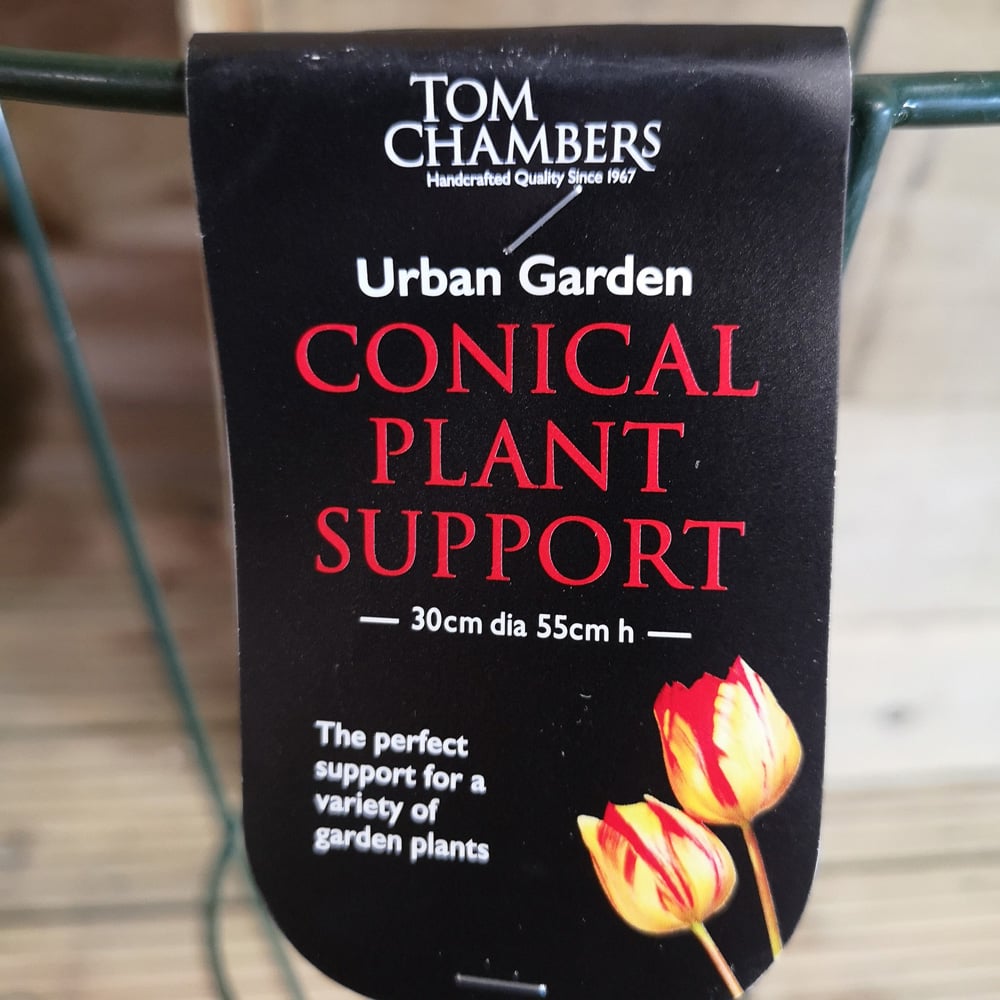 TOM
CHAMBERS
Handcrafted Quality Since 1967
Urban Garden
CONICAL
PLANT
SUPPORT
— 30cm dia 55cm h —
The perfect
support for a
variety of
garden plants